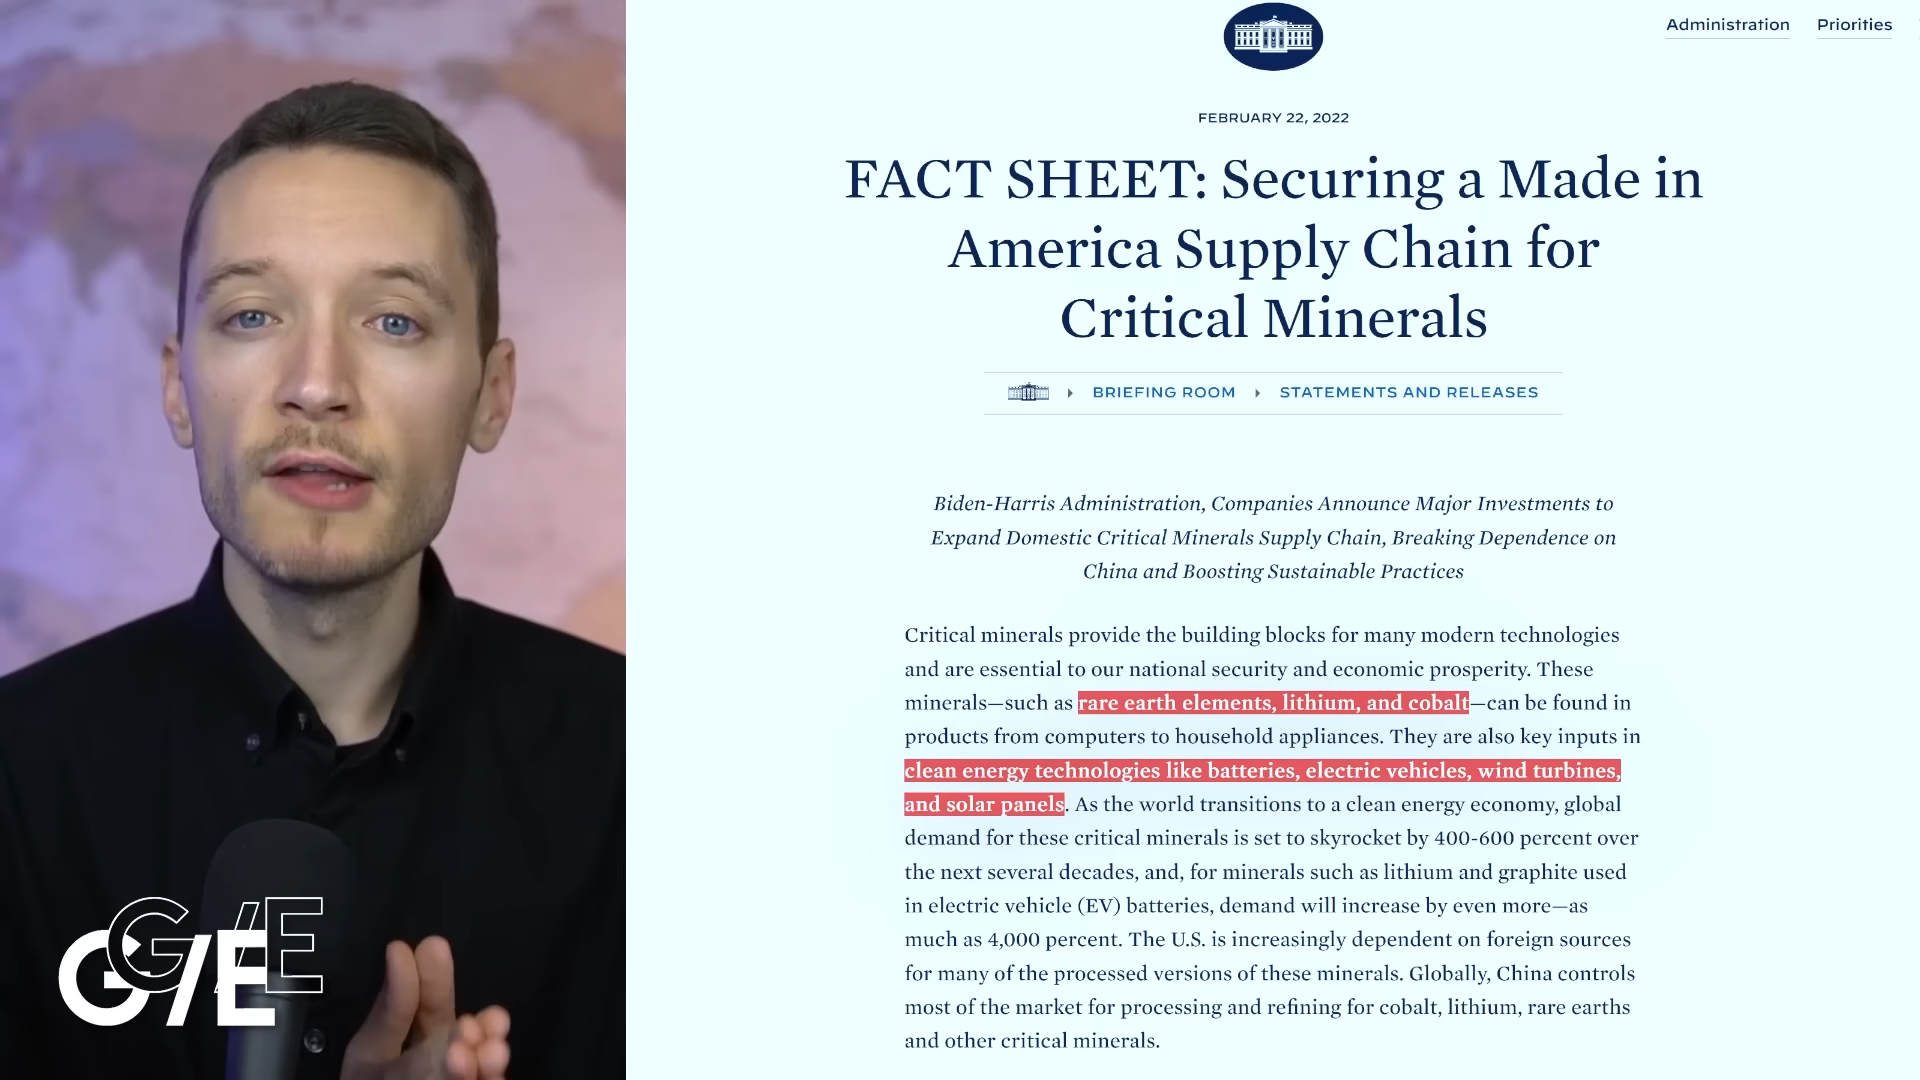 Administration Priorities
FEBRUARY 22, 2022
FACT SHEET: Securing a Made in
America Supply Chain for
Critical Minerals
BRIEFING ROOM STATEMENTS AND RELEASES
Biden-Harris Administration, Companies Announce Major Investments to
Expand Domestic Critical Minerals Supply Chain, Breaking Dependence on
China and Boosting Sustainable Practices
Critical minerals provide the building blocks for many modern technologies
and are essential to our national security and economic prosperity. These
minerals—such as rare earth elements, lithium, and cobalt—can be found in
products from computers to household appliances. They are also key inputs in
clean energy technologies like batteries, electric vehicles, wind turbines,
and solar panels. As the world transitions to a clean energy economy, global
demand for these critical minerals is set to skyrocket by 400-600 percent over
the next several decades, and, for minerals such as lithium and graphite used
in electric vehicle (EV) batteries, demand will increase by even more—as
much as 4,000 percent. The U.S. is increasingly dependent on foreign sources
for many of the processed versions of these minerals. Globally, China controls
most of the market for processing and refining for cobalt, lithium, rare earths
and other critical minerals.
G/E
G/E